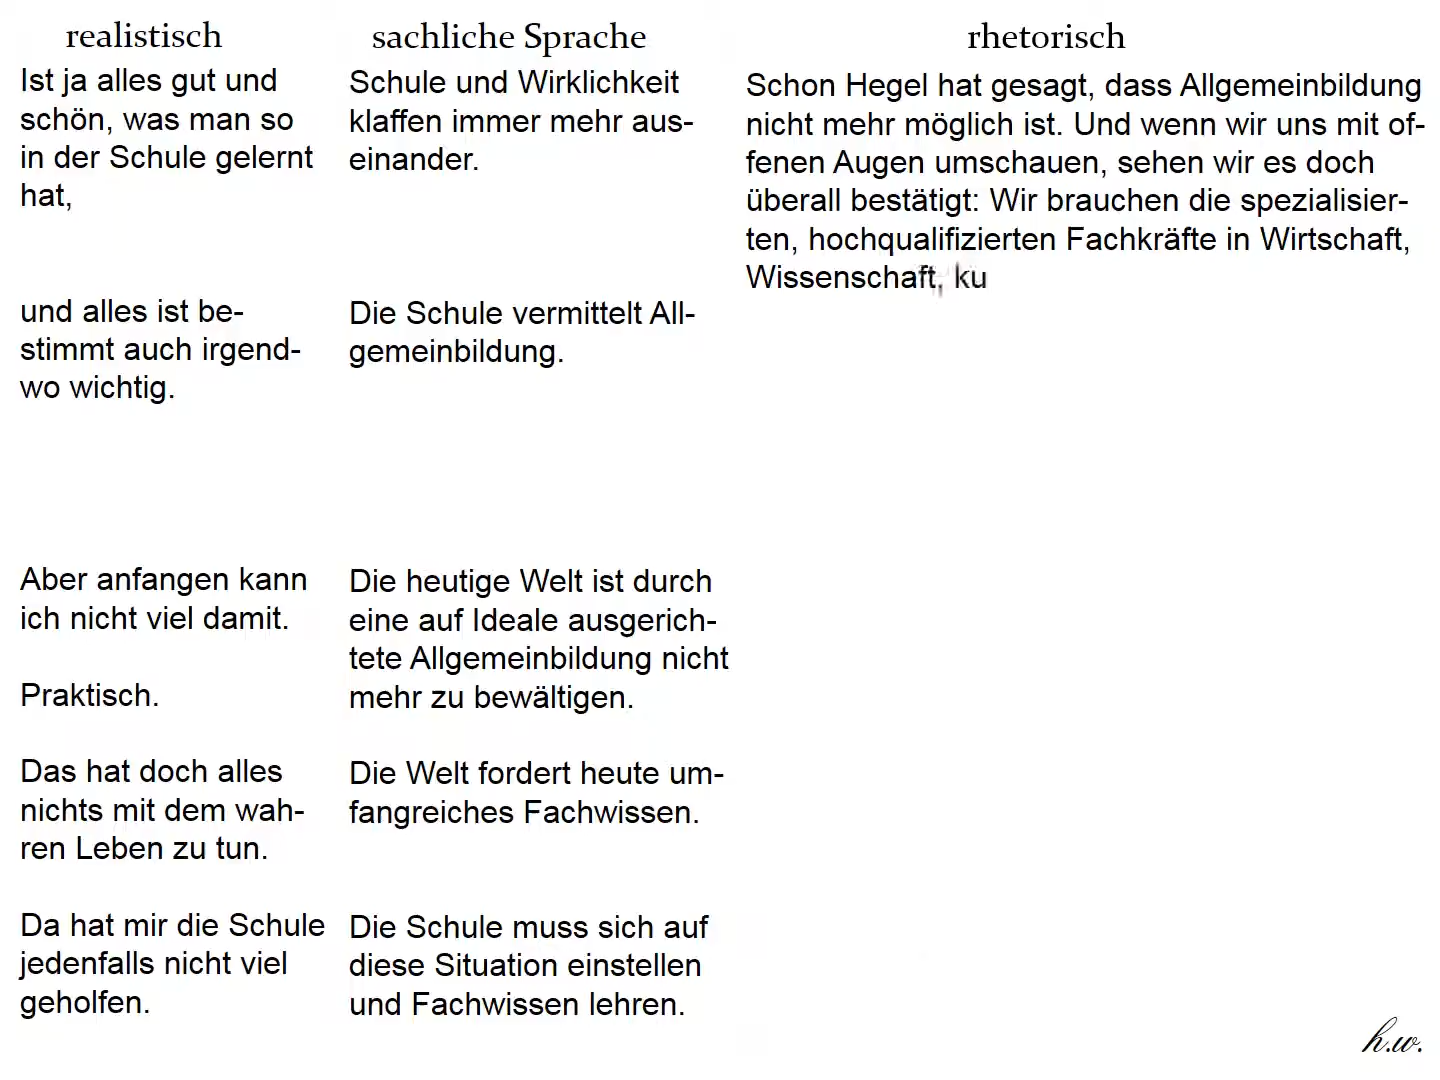 realistisch
Ist ja alles gut und
schön, was man so
in der Schule gelernt
hat,
und alles ist be-
stimmt auch irgend-
wo wichtig.
Aber anfangen kann
ich nicht viel damit.
Praktisch.
Das hat doch alles
nichts mit dem wah-
ren Leben zu tun.
Da hat mir die Schule
jedenfalls nicht viel
geholfen.
sachliche Sprache
Schule und Wirklichkeit
klaffen immer mehr aus-
einander.
Die Schule vermittelt All-
gemeinbildung.
Die heutige Welt ist durch
eine auf Ideale ausgerich-
tete Allgemeinbildung nicht
mehr zu bewältigen.
Die Welt fordert heute um-
fangreiches Fachwissen.
Die Schule muss sich auf
diese Situation einstellen
und Fachwissen lehren.
rhetorisch
Schon Hegel hat gesagt, dass Allgemeinbildung
nicht mehr möglich ist. Und wenn wir uns mit of-
fenen Augen umschauen, sehen wir es doch
überall bestätigt: Wir brauchen die spezialisier-
ten, hochqualifizierten Fachkräfte in Wirtschaft,
Wissenschaft, ku
h.w.